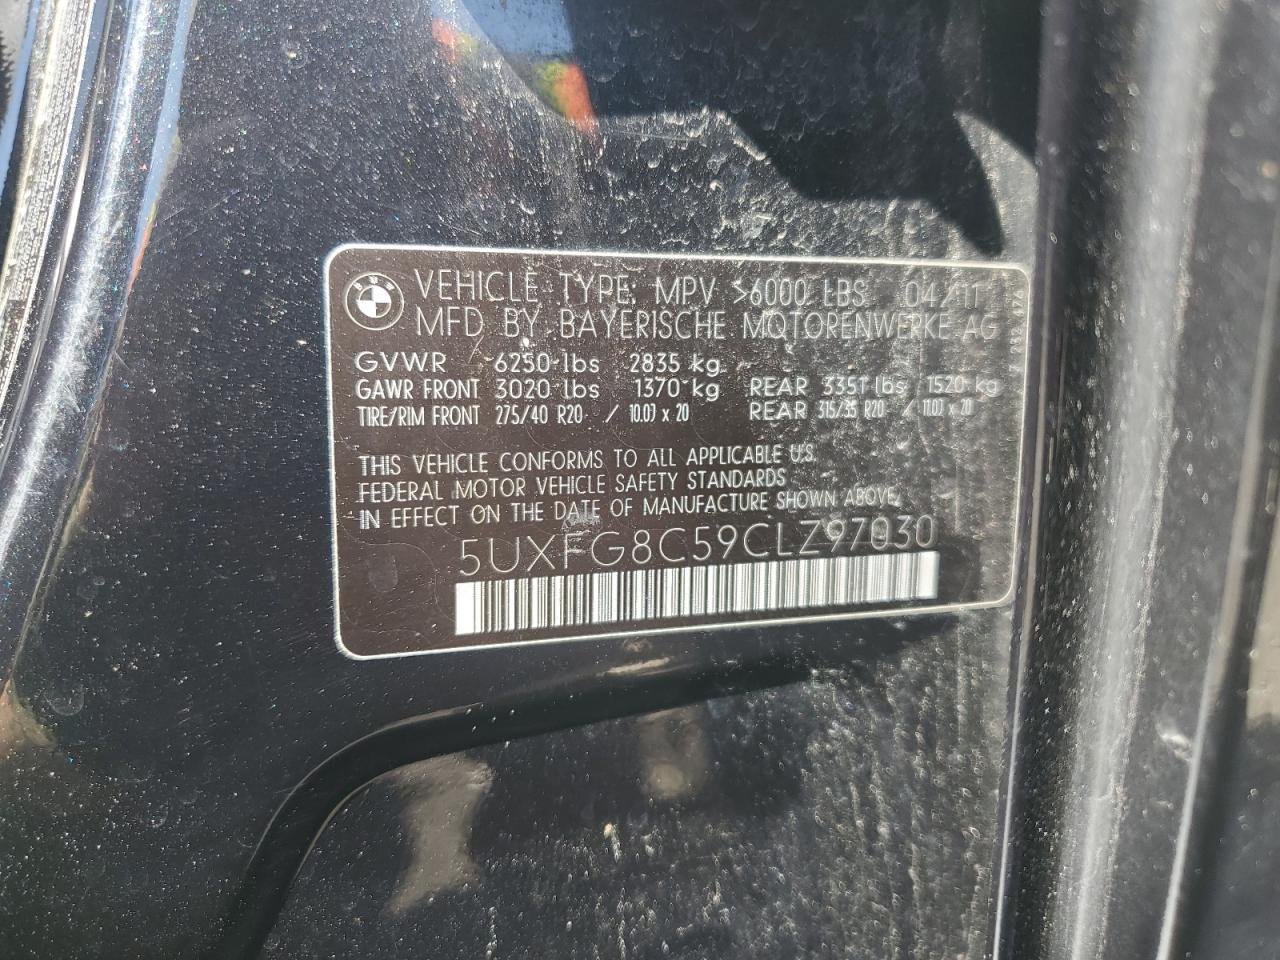 BMW
VEHICLE TYPE: MPV >6000 LBS 04/11
MFD BY BAYERISCHE MOTORENWERKE AG
GVWR 6250 lbs 2835 kg
GAWR FRONT 3020 lbs 1370 kg REAR 3351 lbs 1520 kg
TIRE/RIM FRONT 275/40 R20 / 10.0J x 20 REAR 315/35 R20 / 11.0J x 20
THIS VEHICLE CONFORMS TO ALL APPLICABLE U.S.
FEDERAL MOTOR VEHICLE SAFETY STANDARDS
IN EFFECT ON THE DATE OF MANUFACTURE SHOWN ABOVE.
5UXFG8C59CLZ97030